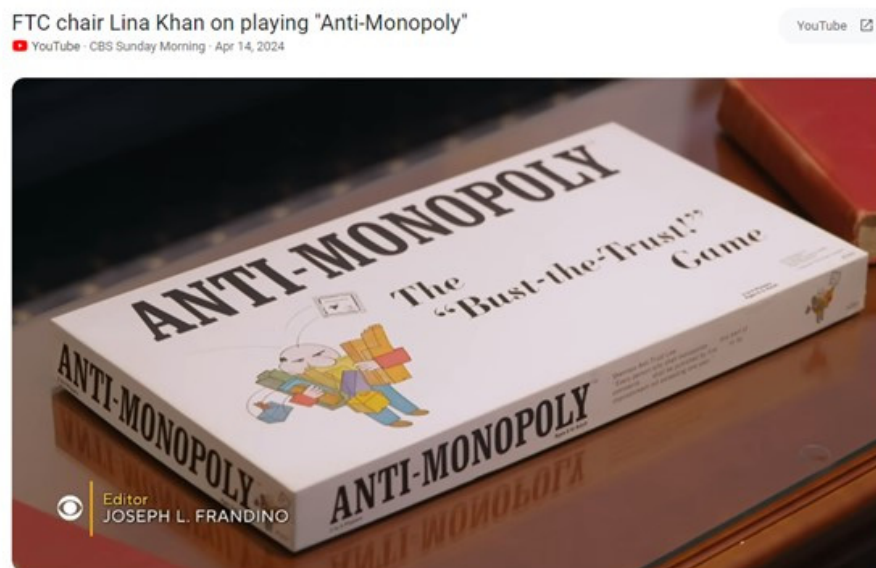 FTC chair Lina Khan on playing "Anti-Monopoly"
YouTube · CBS Sunday Morning · Apr 14, 2024
YouTube
ANTI-MONOPOLY
The
“Bust-the-Trust!”
Game
ANTI-MONOPOLY
ANTI-MONOPOLY
Editor
JOSEPH L. FRANDINO